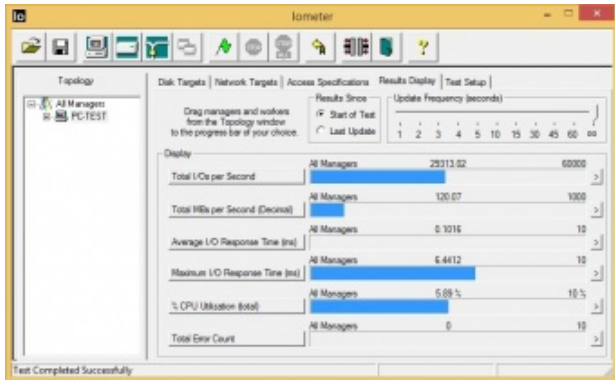 Iometer
Topology
All Managers
PC-TEST
Disk Targets Network Targets Access Specifications Results Display Test Setup
Drag managers and workers
from the Topology window
to the progress bar of your choice.
Results Since
Start of Test
Last Update
Update Frequency (seconds)
1 2 3 4 5 10 15 30 45 60 ∞
Display
All Managers 29313.02 60000
Total I/Os per Second
All Managers 120.07 1000
Total MBs per Second (Decimal)
All Managers 0.1016 10
Average I/O Response Time (ms)
All Managers 6.4412 10
Maximum I/O Response Time (ms)
All Managers 5.89 % 10 %
% CPU Utilization (total)
All Managers 0 10
Total Error Count
Test Completed Successfully